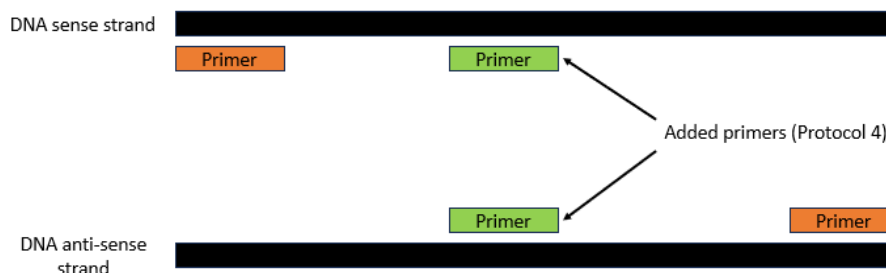 DNA sense strand
Primer
Primer
Added primers (Protocol 4)
Primer
Primer
DNA anti-sense
strand